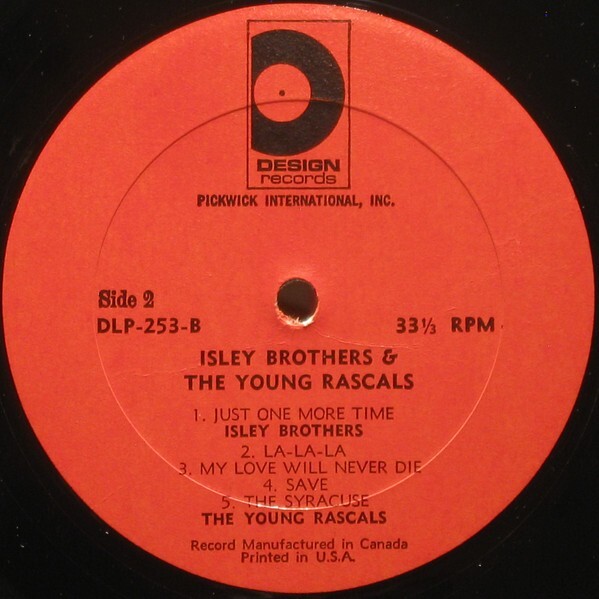 DESIGN
records
PICKWICK INTERNATIONAL, INC.
Side 2
DLP-253-B 33⅓ RPM
ISLEY BROTHERS &
THE YOUNG RASCALS
1. JUST ONE MORE TIME
ISLEY BROTHERS
2. LA-LA-LA
3. MY LOVE WILL NEVER DIE
4. SAVE
5. THE SYRACUSE
THE YOUNG RASCALS
Record Manufactured in Canada
Printed in U.S.A.